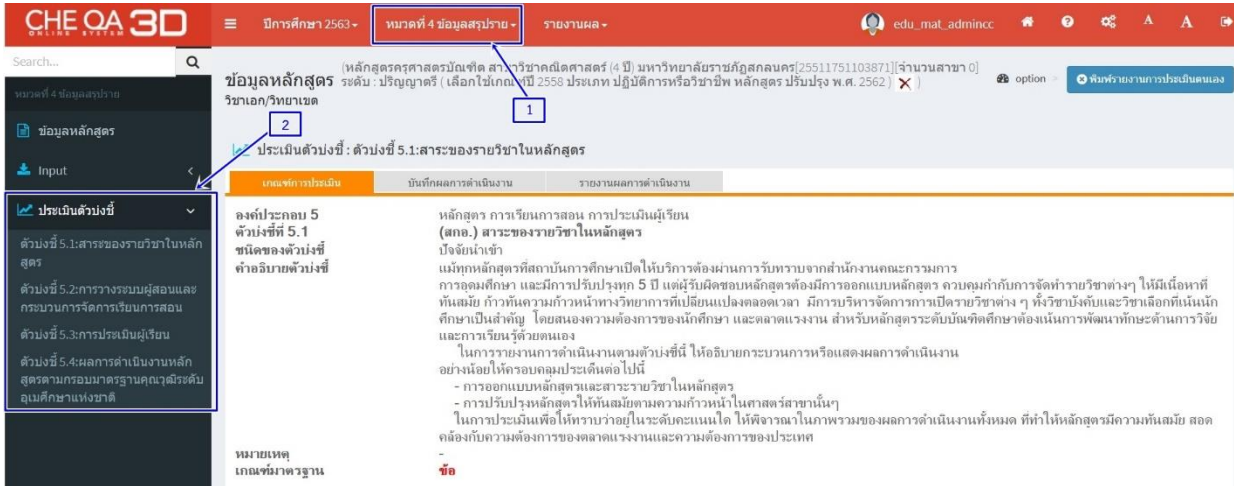 CHE QA 3D
ONLINE SYSTEM
ปีการศึกษา 2563
หมวดที่ 4 ข้อมูลสรุปราย
รายงานผล
edu_mat_admincc
A
A
Search...
หมวดที่ 4 ข้อมูลสรุปราย
ข้อมูลหลักสูตร
Input
ประเมินตัวบ่งชี้
ตัวบ่งชี้ 5.1:สาระของรายวิชาในหลัก
สูตร
ตัวบ่งชี้ 5.2:การวางระบบผู้สอนและ
กระบวนการจัดการเรียนการสอน
ตัวบ่งชี้ 5.3:การประเมินผู้เรียน
ตัวบ่งชี้ 5.4:ผลการดำเนินงานหลัก
สูตรตามกรอบมาตรฐานคุณวุฒิระดับ
อุเมศึกษาแห่งชาติ
2
1
ข้อมูลหลักสูตร
(หลักสูตรครุศาสตรบัณฑิต สาขาวิชาคณิตศาสตร์ (4 ปี) มหาวิทยาลัยราชภัฏสกลนคร[25511751103871][จำนวนสาขา 0]
ระดับ : ปริญญาตรี ( เลือกใช้เกณฑ์ปี 2558 ประเภท ปฏิบัติการหรือวิชาชีพ หลักสูตร ปรับปรุง พ.ศ. 2562 ) )
วิชาเอก/วิทยาเขต
option
พิมพ์รายงานการประเมินตนเอง
ประเมินตัวบ่งชี้ : ตัวบ่งชี้ 5.1:สาระของรายวิชาในหลักสูตร
เกณฑ์การประเมิน
บันทึกผลการดำเนินงาน
รายงานผลการดำเนินงาน
องค์ประกอบ 5 หลักสูตร การเรียนการสอน การประเมินผู้เรียน
ตัวบ่งชี้ที่ 5.1 (สกอ.) สาระของรายวิชาในหลักสูตร
ชนิดของตัวบ่งชี้ ปัจจัยนำเข้า
คำอธิบายตัวบ่งชี้ แม้ทุกหลักสูตรที่สถาบันการศึกษาเปิดให้บริการต้องผ่านการรับทราบจากสำนักงานคณะกรรมการ
การอุดมศึกษา และมีการปรับปรุงทุก 5 ปี แต่ผู้รับผิดชอบหลักสูตรต้องมีการออกแบบหลักสูตร ควบคุมกำกับการจัดทำรายวิชาต่างๆ ให้มีเนื้อหาที่
ทันสมัย ก้าวทันความก้าวหน้าทางวิทยาการที่เปลี่ยนแปลงตลอดเวลา มีการบริหารจัดการการเปิดรายวิชาต่าง ๆ ทั้งวิชาบังคับและวิชาเลือกที่เน้นนัก
ศึกษาเป็นสำคัญ โดยสนองความต้องการของนักศึกษา และตลาดแรงงาน สำหรับหลักสูตรระดับบัณฑิตศึกษาต้องเน้นการพัฒนาทักษะด้านการวิจัย
และการเรียนรู้ด้วยตนเอง
ในการรายงานการดำเนินงานตามตัวบ่งชี้นี้ ให้อธิบายกระบวนการหรือแสดงผลการดำเนินงาน
อย่างน้อยให้ครอบคลุมประเด็นต่อไปนี้
- การออกแบบหลักสูตรและสาระรายวิชาในหลักสูตร
- การปรับปรุงหลักสูตรให้ทันสมัยตามความก้าวหน้าในศาสตร์สาขานั้นๆ
ในการประเมินเพื่อให้ทราบว่าอยู่ในระดับคะแนนใด ให้พิจารณาในภาพรวมของผลการดำเนินงานทั้งหมด ที่ทำให้หลักสูตรมีความทันสมัย สอด
คล้องกับความต้องการของตลาดแรงงานและความต้องการของประเทศ
หมายเหตุ -
เกณฑ์มาตรฐาน ข้อ